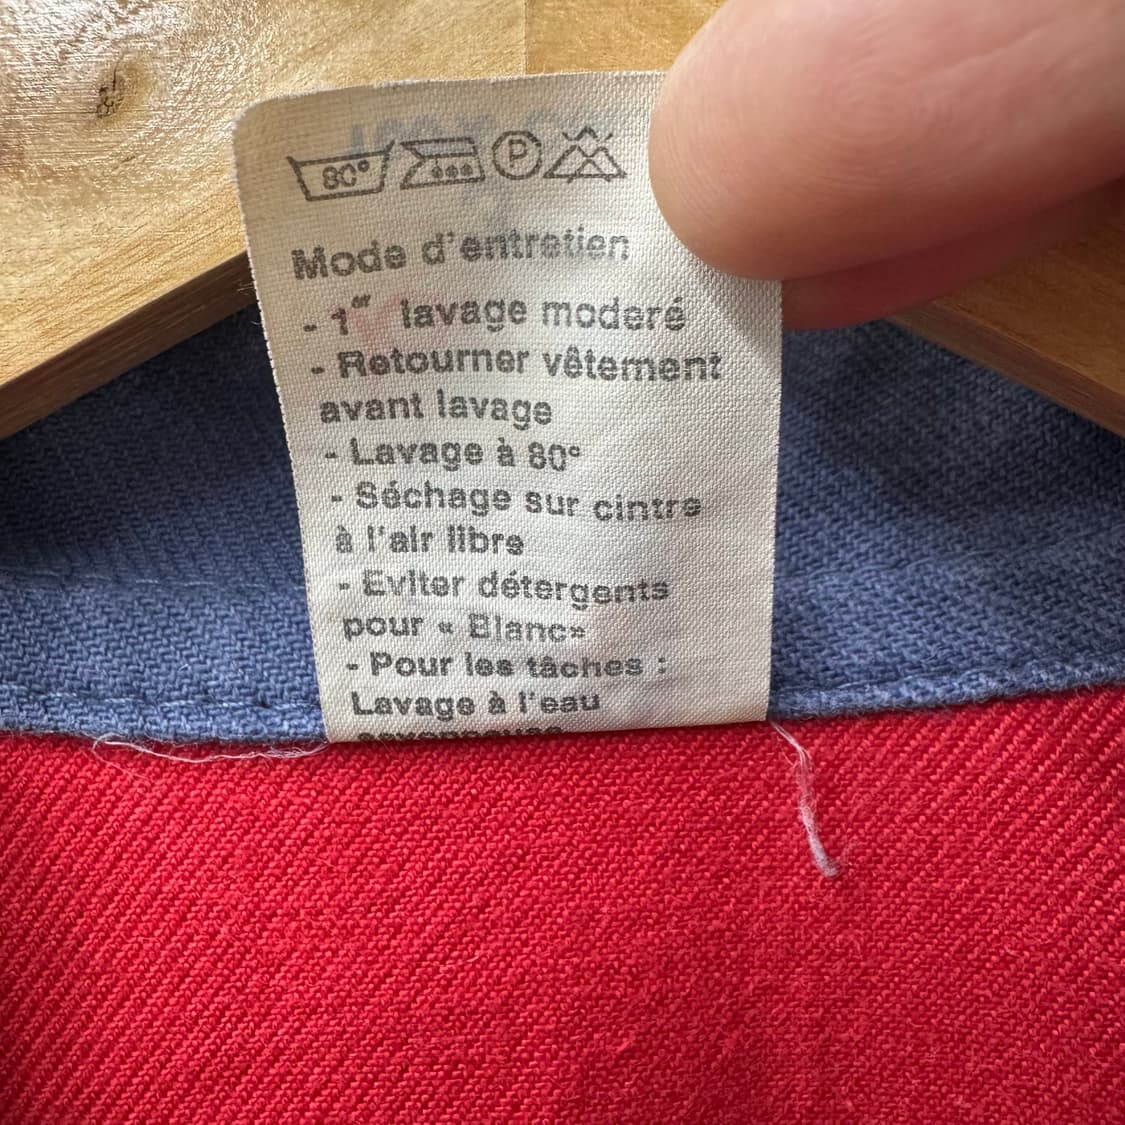 80°
P
Mode d'entretien
- 1er lavage moderé
- Retourner vêtement
avant lavage
- Lavage à 80°
- Séchage sur cintre
à l'air libre
- Eviter détergents
pour « Blanc»
- Pour les tâches :
Lavage à l'eau